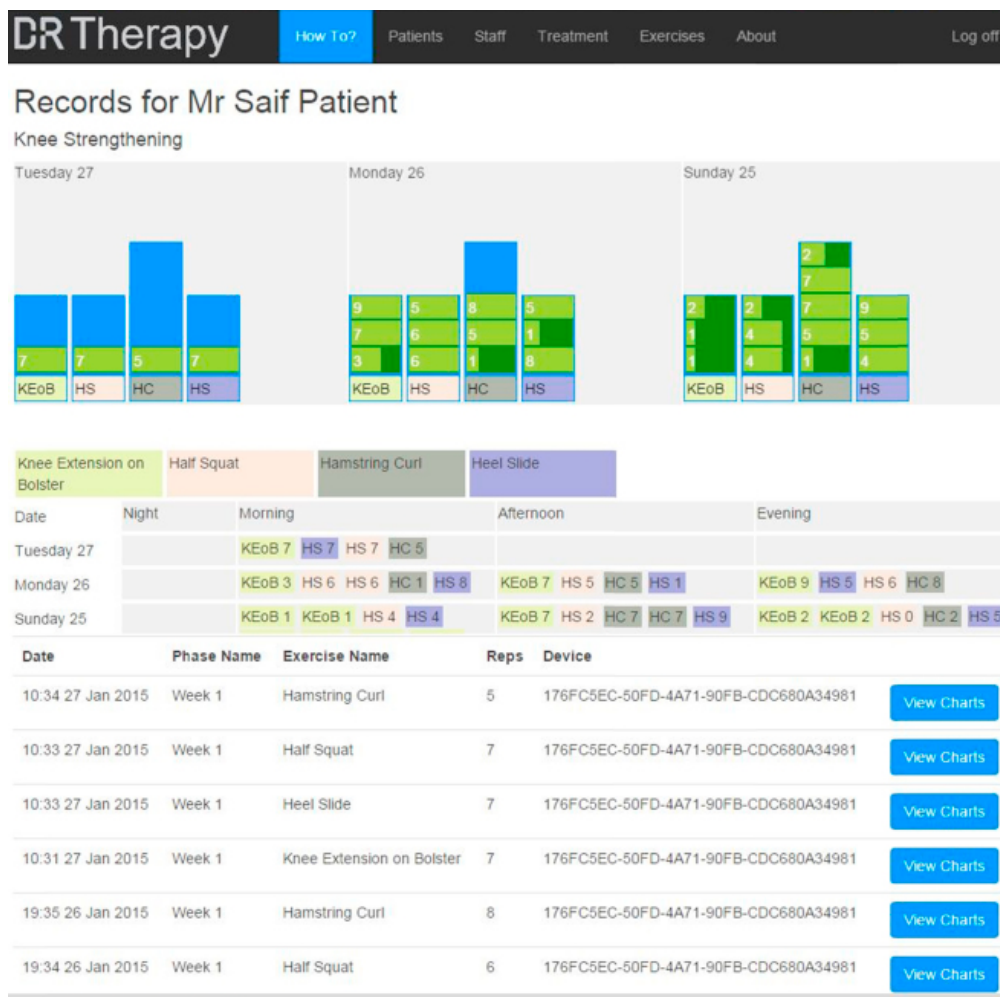 DR Therapy How To? Patients Staff Treatment Exercises About Log off
Records for Mr Saif Patient
Knee Strengthening
Tuesday 27 Monday 26 Sunday 25
2
7
9 5 8 5 2 2 7 9
7 6 5 1 1 4 5 5
7 7 5 7 3 6 1 8 1 4 1 4
KEoB HS HC HS KEoB HS HC HS KEoB HS HC HS
Knee Extension on Bolster Half Squat Hamstring Curl Heel Slide
Date Night Morning Afternoon Evening
Tuesday 27 KEoB 7 HS 7 HS 7 HC 5
Monday 26 KEoB 3 HS 6 HS 6 HC 1 HS 8 KEoB 7 HS 5 HC 5 HS 1 KEoB 9 HS 5 HS 6 HC 8
Sunday 25 KEoB 1 KEoB 1 HS 4 HS 4 KEoB 7 HS 2 HC 7 HC 7 HS 9 KEoB 2 KEoB 2 HS 0 HC 2 HS 5
Date Phase Name Exercise Name Reps Device
10:34 27 Jan 2015 Week 1 Hamstring Curl 5 176FC5EC-50FD-4A71-90FB-CDC680A34981 View Charts
10:33 27 Jan 2015 Week 1 Half Squat 7 176FC5EC-50FD-4A71-90FB-CDC680A34981 View Charts
10:33 27 Jan 2015 Week 1 Heel Slide 7 176FC5EC-50FD-4A71-90FB-CDC680A34981 View Charts
10:31 27 Jan 2015 Week 1 Knee Extension on Bolster 7 176FC5EC-50FD-4A71-90FB-CDC680A34981 View Charts
19:35 26 Jan 2015 Week 1 Hamstring Curl 8 176FC5EC-50FD-4A71-90FB-CDC680A34981 View Charts
19:34 26 Jan 2015 Week 1 Half Squat 6 176FC5EC-50FD-4A71-90FB-CDC680A34981 View Charts